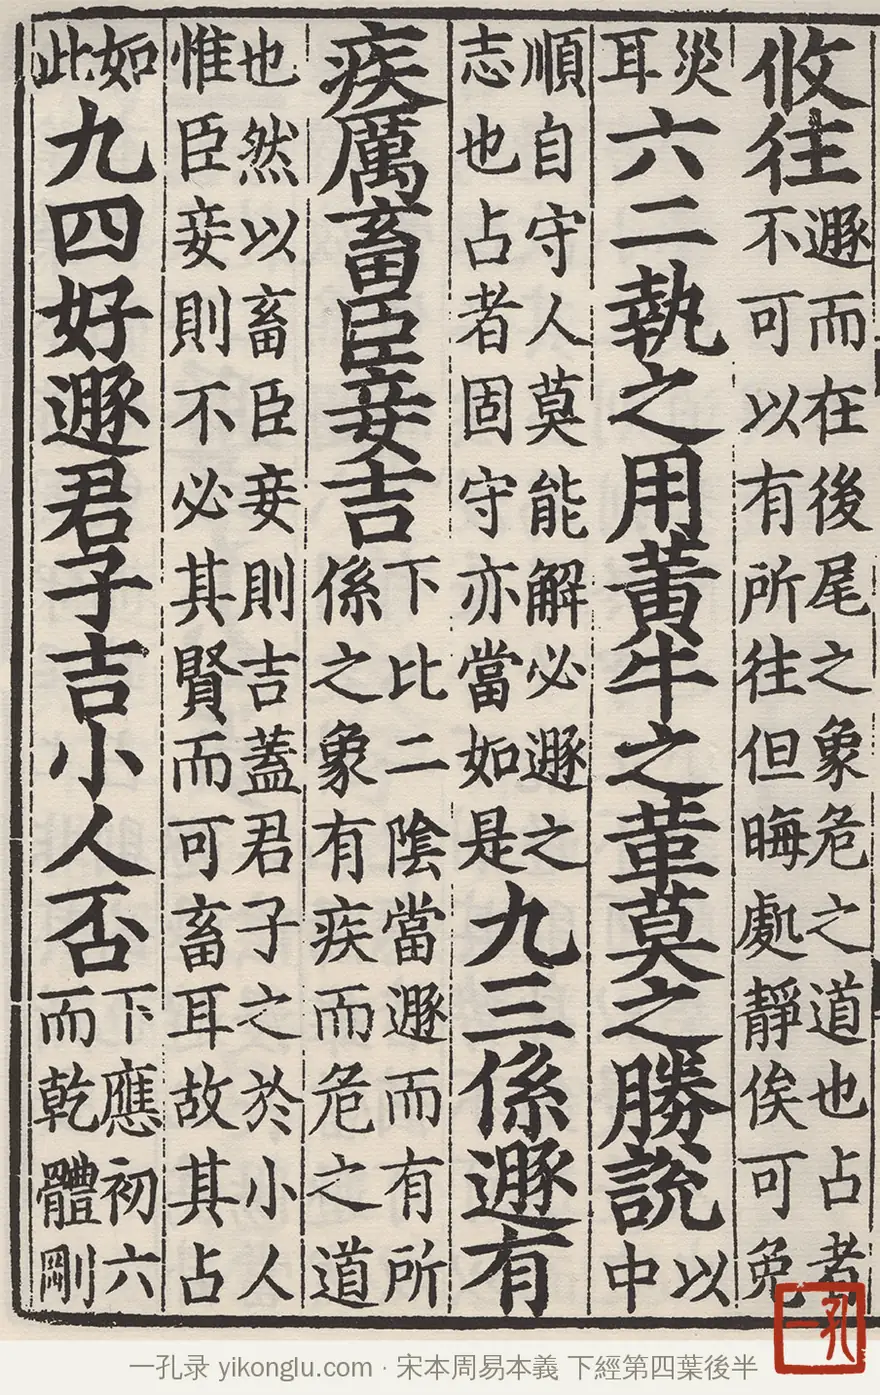 攸往遯而在後尾之象危之道也占者不可以有所往但晦處靜俟可免
災耳六二執之用黃牛之革莫之勝說以中
順自守人莫能解必遯之志也占者固守亦當如是九三係遯有
疾厲畜臣妾吉下比二陰當遯而有所係之象有疾而危之道
也然以畜臣妾則吉蓋君子之於小人惟臣妾則不必其賢而可畜耳故其占
如此九四好遯君子吉小人否下應初六而乾體剛
一孔
一孔录 yikonglu.com · 宋本周易本義 下經第四葉後半